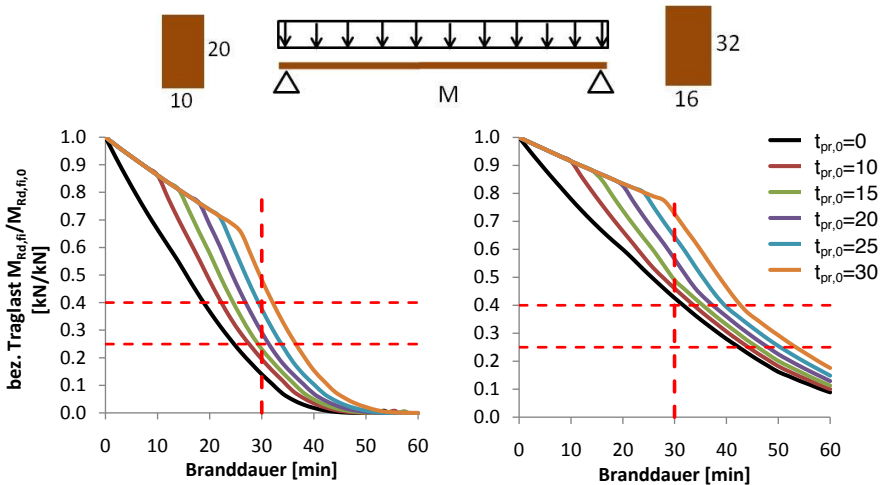 20
10
M
32
16
bez. Traglast M_Rd,fi/M_Rd,fi,0
[kN/kN]
1.0
0.9
0.8
0.7
0.6
0.5
0.4
0.3
0.2
0.1
0.0
0 10 20 30 40 50 60
Branddauer [min]
1.0
0.9
0.8
0.7
0.6
0.5
0.4
0.3
0.2
0.1
0.0
0 10 20 30 40 50 60
Branddauer [min]
t_pr,0=0
t_pr,0=10
t_pr,0=15
t_pr,0=20
t_pr,0=25
t_pr,0=30